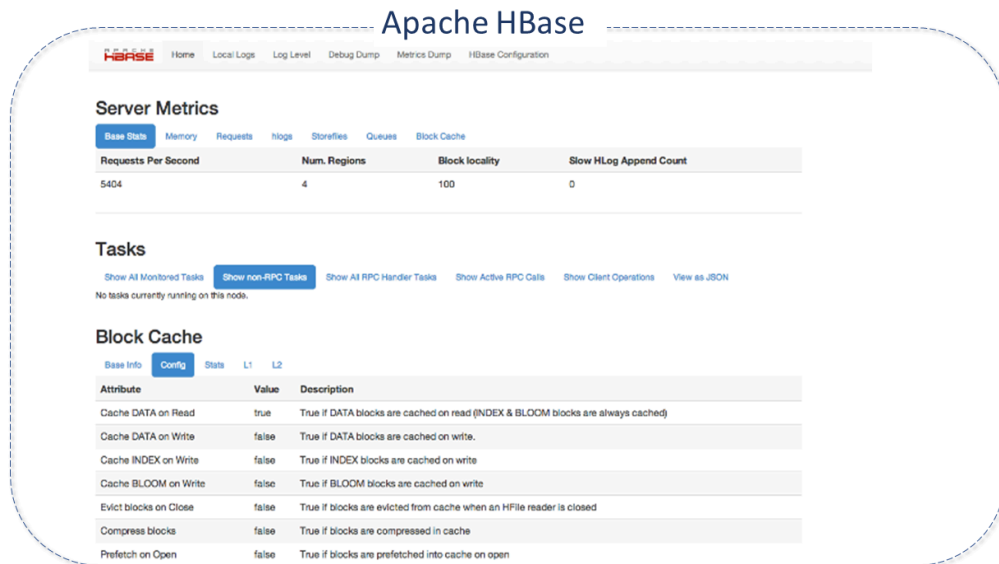 Apache HBase
APACHE
HBASE Home Local Logs Log Level Debug Dump Metrics Dump HBase Configuration
Server Metrics
Base Stats Memory Requests hlogs Storefiles Queues Block Cache
Requests Per Second Num. Regions Block locality Slow HLog Append Count
5404 4 100 0
Tasks
Show All Monitored Tasks Show non-RPC Tasks Show All RPC Handler Tasks Show Active RPC Calls Show Client Operations View as JSON
No tasks currently running on this node.
Block Cache
Base Info Config Stats L1 L2
Attribute Value Description
Cache DATA on Read true True if DATA blocks are cached on read (INDEX & BLOOM blocks are always cached)
Cache DATA on Write false True if DATA blocks are cached on write.
Cache INDEX on Write false True if INDEX blocks are cached on write
Cache BLOOM on Write false True if BLOOM blocks are cached on write
Evict blocks on Close false True if blocks are evicted from cache when an HFile reader is closed
Compress blocks false True if blocks are compressed in cache
Prefetch on Open false True if blocks are prefetched into cache on open